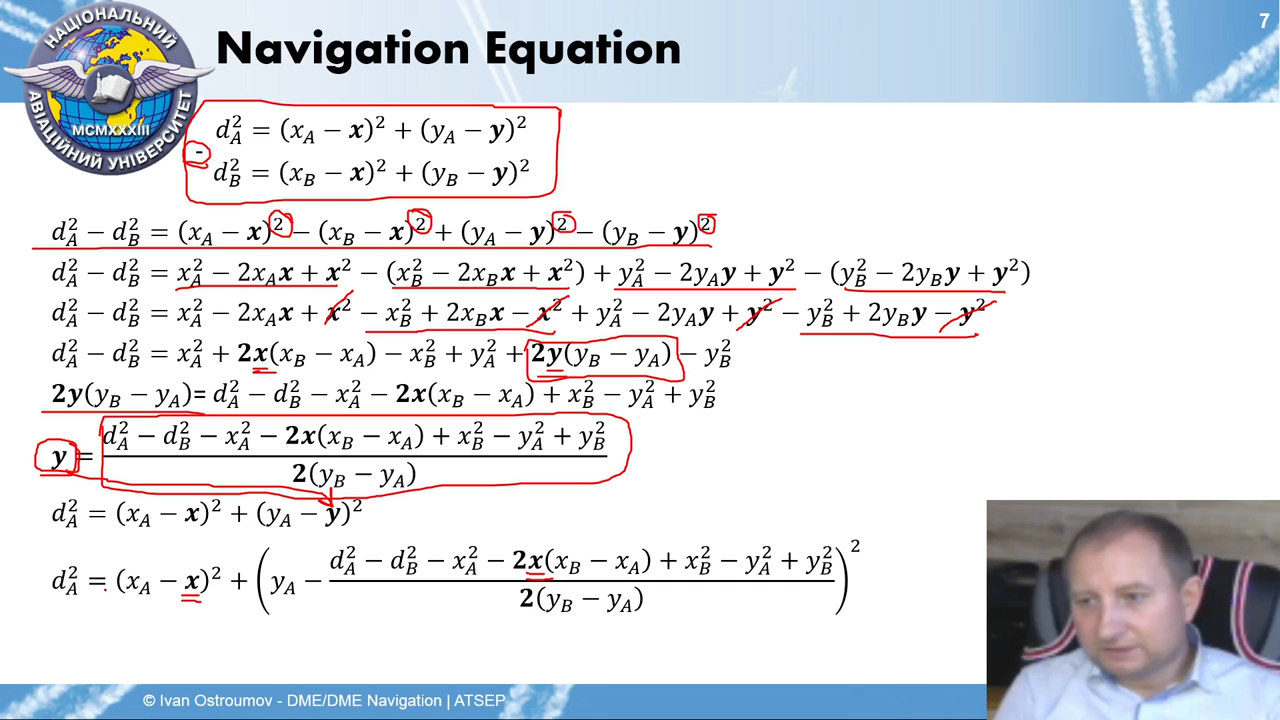 7
НАЦІОНАЛЬНИЙ
АВІАЦІЙНИЙ УНІВЕРСИТЕТ
MCMXXXIII
Navigation Equation
d_A^2 = (x_A − x)^2 + (y_A − y)^2
-
d_B^2 = (x_B − x)^2 + (y_B − y)^2
d_A^2 − d_B^2 = (x_A − x)^2 − (x_B − x)^2 + (y_A − y)^2 − (y_B − y)^2
d_A^2 − d_B^2 = x_A^2 − 2x_A x + x^2 − (x_B^2 − 2x_B x + x^2) + y_A^2 − 2y_A y + y^2 − (y_B^2 − 2y_B y + y^2)
d_A^2 − d_B^2 = x_A^2 − 2x_A x + x^2 − x_B^2 + 2x_B x − x^2 + y_A^2 − 2y_A y + y^2 − y_B^2 + 2y_B y − y^2
d_A^2 − d_B^2 = x_A^2 + 2x(x_B − x_A) − x_B^2 + y_A^2 + 2y(y_B − y_A) − y_B^2
2y(y_B − y_A)= d_A^2 − d_B^2 − x_A^2 − 2x(x_B − x_A) + x_B^2 − y_A^2 + y_B^2
y = (d_A^2 − d_B^2 − x_A^2 − 2x(x_B − x_A) + x_B^2 − y_A^2 + y_B^2) / 2(y_B − y_A)
d_A^2 = (x_A − x)^2 + (y_A − y)^2
d_A^2 = (x_A − x)^2 + (y_A − (d_A^2 − d_B^2 − x_A^2 − 2x(x_B − x_A) + x_B^2 − y_A^2 + y_B^2) / 2(y_B − y_A))^2
© Ivan Ostroumov - DME/DME Navigation | ATSEP